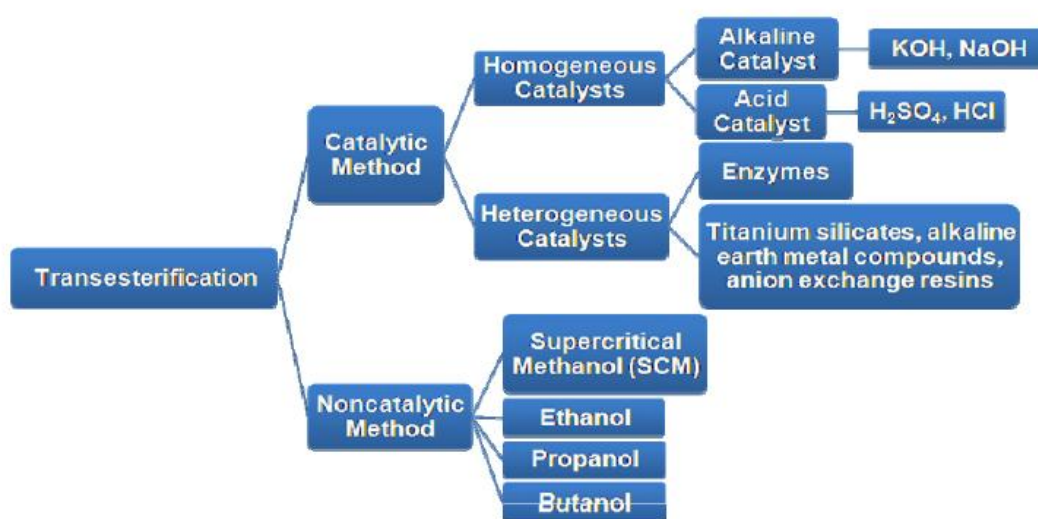 Transesterification
Catalytic
Method
Homogeneous
Catalysts
Alkaline
Catalyst
KOH, NaOH
Acid
Catalyst
H₂SO₄, HCl
Heterogeneous
Catalysts
Enzymes
Titanium silicates, alkaline
earth metal compounds,
anion exchange resins
Noncatalytic
Method
Supercritical
Methanol (SCM)
Ethanol
Propanol
Butanol